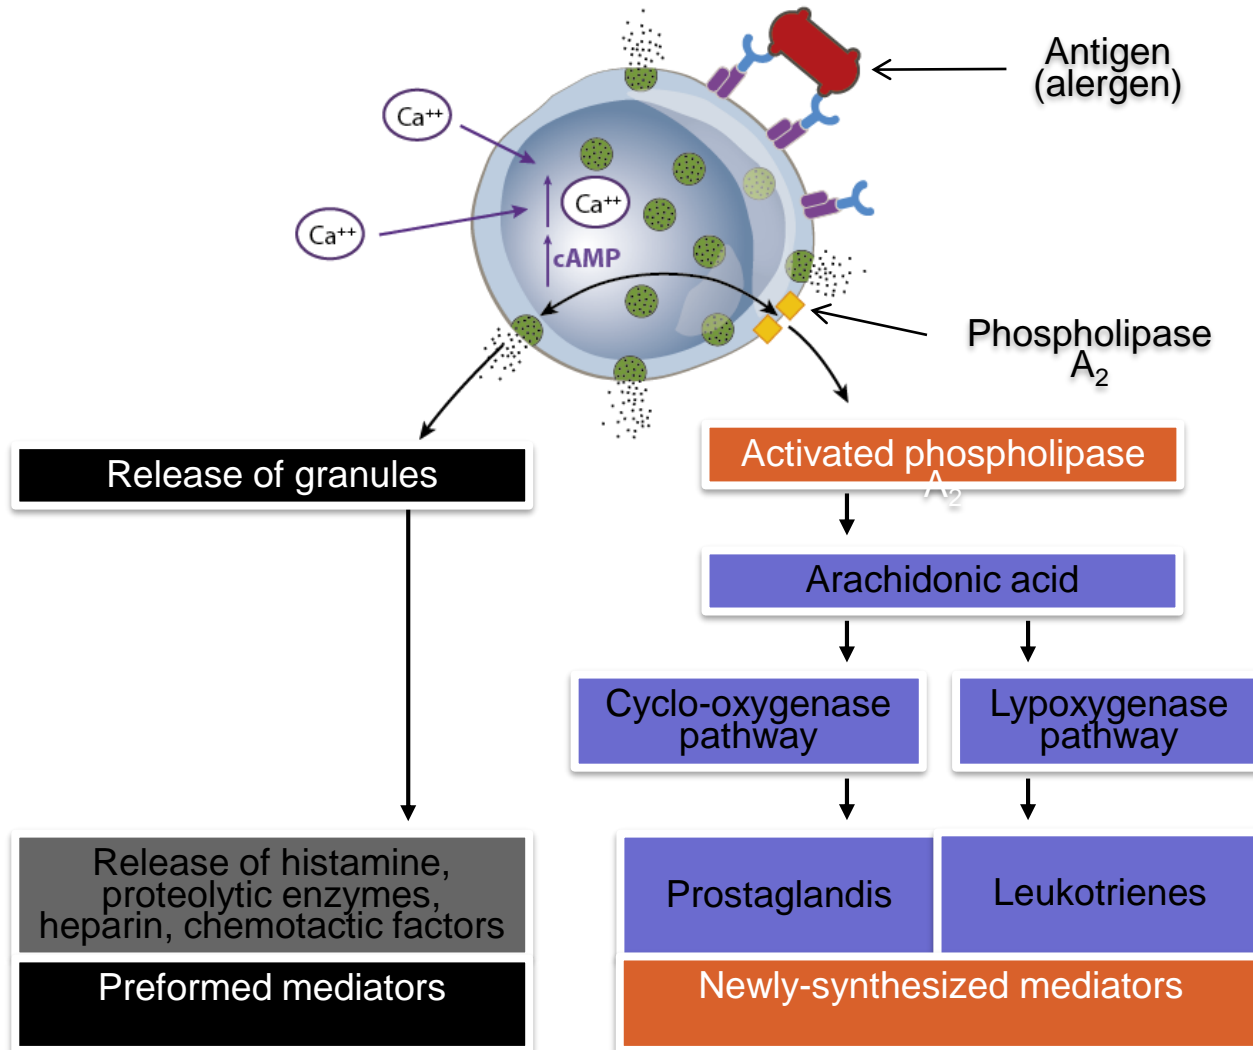 Antigen
(alergen)
Ca⁺⁺
Ca⁺⁺
Ca⁺⁺
cAMP
Phospholipase
A₂
Release of granules
Activated phospholipase
A₂
Arachidonic acid
Cyclo-oxygenase
pathway
Lypoxygenase
pathway
Release of histamine,
proteolytic enzymes,
heparin, chemotactic factors
Prostaglandis
Leukotrienes
Preformed mediators
Newly-synthesized mediators